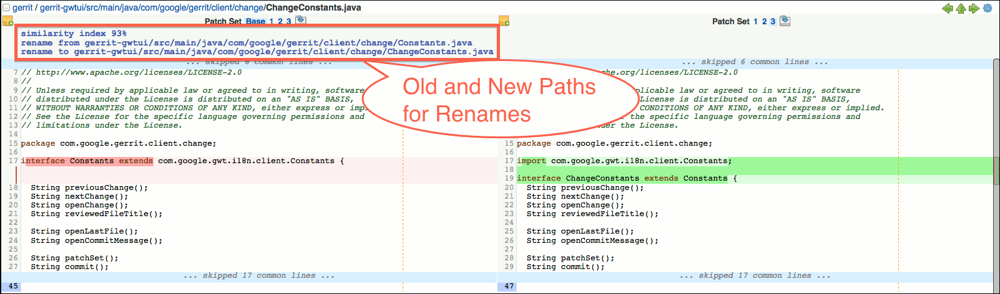 gerrit / gerrit-gwtui/src/main/java/com/google/gerrit/client/change/ChangeConstants.java
Patch Set Base 1 2 3
similarity index 93%
rename from gerrit-gwtui/src/main/java/com/google/gerrit/client/change/Constants.java
rename to gerrit-gwtui/src/main/java/com/google/gerrit/client/change/ChangeConstants.java
... skipped 6 common lines ...
7 // http://www.apache.org/licenses/LICENSE-2.0
8 //
9 // Unless required by applicable law or agreed to in writing, software
10 // distributed under the License is distributed on an "AS IS" BASIS,
11 // WITHOUT WARRANTIES OR CONDITIONS OF ANY KIND, either express or imp
12 // See the License for the specific language governing permissions and
13 // limitations under the License.
14
15 package com.google.gerrit.client.change;
16
17 interface Constants extends com.google.gwt.i18n.client.Constants {
18 String previousChange();
19 String nextChange();
20 String openChange();
21 String reviewedFileTitle();
22
23 String openLastFile();
24 String openCommitMessage();
25
26 String patchSet();
27 String commit();
... skipped 17 common lines ...
45
Old and New Paths
for Renames
Patch Set 1 2 3
... skipped 6 common lines ...
che.org/licenses/LICENSE-2.0
plicable law or agreed to in writing, software
License is distributed on an "AS IS" BASIS,
CONDITIONS OF ANY KIND, either express or implied.
the specific language governing permissions and
der the License.
15 package com.google.gerrit.client.change;
16
17 import com.google.gwt.i18n.client.Constants;
18
19 interface ChangeConstants extends Constants {
20 String previousChange();
21 String nextChange();
22 String openChange();
23 String reviewedFileTitle();
24
25 String openLastFile();
26 String openCommitMessage();
27
28 String patchSet();
29 String commit();
... skipped 17 common lines ...
47